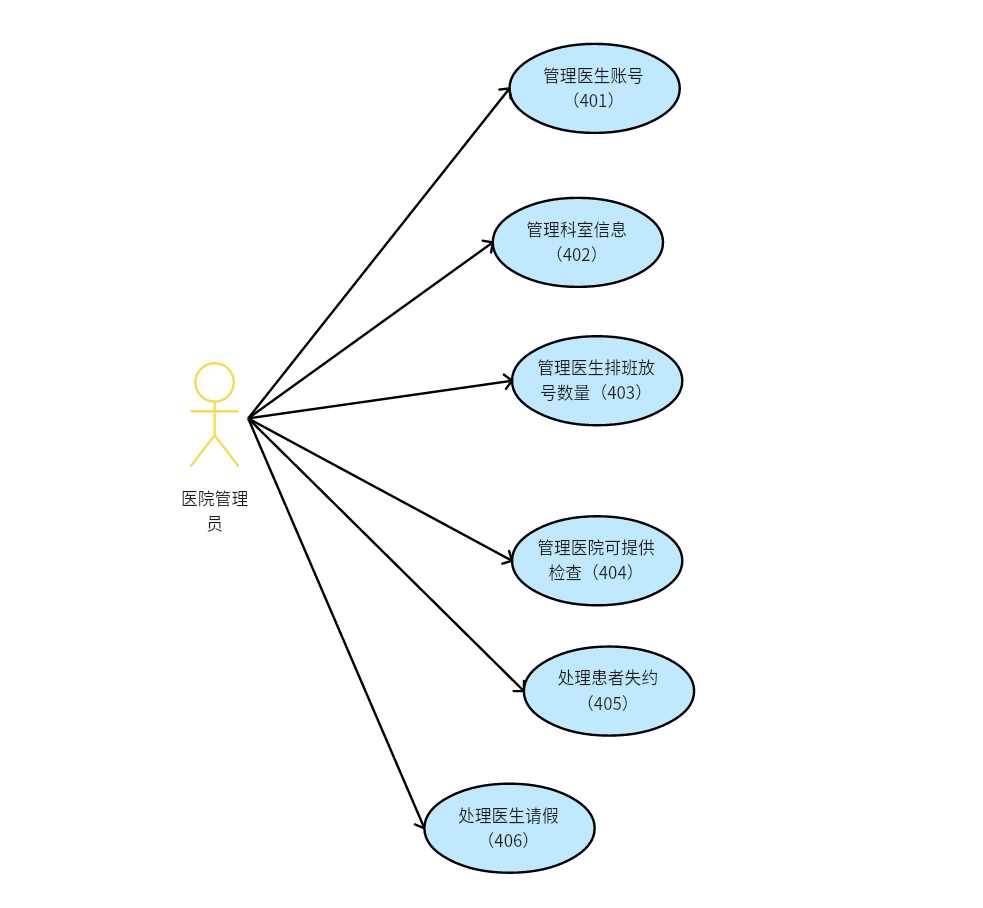 管理医生账号
（401）
管理科室信息
（402）
管理医生排班放
号数量（403）
医院管理
员
管理医院可提供
检查（404）
处理患者失约
（405）
处理医生请假
（406）